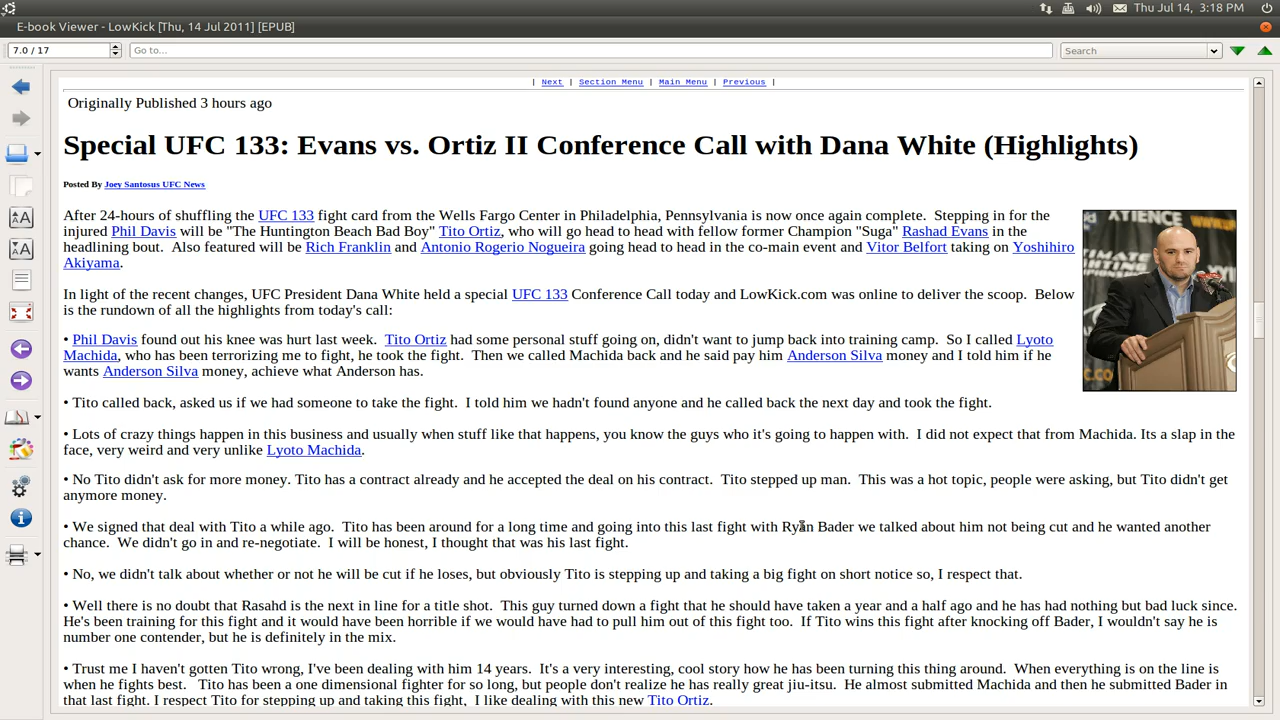 Thu Jul 14, 3:18 PM
E-book Viewer - LowKick [Thu, 14 Jul 2011] [EPUB]
7.0 / 17
Go to...
Search
| Next | Section Menu | Main Menu | Previous |
Originally Published 3 hours ago
Special UFC 133: Evans vs. Ortiz II Conference Call with Dana White (Highlights)
Posted By Joey Santosus UFC News
After 24-hours of shuffling the UFC 133 fight card from the Wells Fargo Center in Philadelphia, Pennsylvania is now once again complete.  Stepping in for the
injured Phil Davis will be "The Huntington Beach Bad Boy" Tito Ortiz, who will go head to head with fellow former Champion "Suga" Rashad Evans in the
headlining bout.  Also featured will be Rich Franklin and Antonio Rogerio Nogueira going head to head in the co-main event and Vitor Belfort taking on Yoshihiro
Akiyama.
In light of the recent changes, UFC President Dana White held a special UFC 133 Conference Call today and LowKick.com was online to deliver the scoop.  Below
is the rundown of all the highlights from today's call:
• Phil Davis found out his knee was hurt last week.  Tito Ortiz had some personal stuff going on, didn't want to jump back into training camp.  So I called Lyoto
Machida, who has been terrorizing me to fight, he took the fight.  Then we called Machida back and he said pay him Anderson Silva money and I told him if he
wants Anderson Silva money, achieve what Anderson has.
• Tito called back, asked us if we had someone to take the fight.  I told him we hadn't found anyone and he called back the next day and took the fight.
• Lots of crazy things happen in this business and usually when stuff like that happens, you know the guys who it's going to happen with.  I did not expect that from Machida. Its a slap in the
face, very weird and very unlike Lyoto Machida.
• No Tito didn't ask for more money. Tito has a contract already and he accepted the deal on his contract.  Tito stepped up man.  This was a hot topic, people were asking, but Tito didn't get
anymore money.
• We signed that deal with Tito a while ago.  Tito has been around for a long time and going into this last fight with Ryan Bader we talked about him not being cut and he wanted another
chance.  We didn't go in and re-negotiate.  I will be honest, I thought that was his last fight.
• No, we didn't talk about whether or not he will be cut if he loses, but obviously Tito is stepping up and taking a big fight on short notice so, I respect that.
• Well there is no doubt that Rasahd is the next in line for a title shot.  This guy turned down a fight that he should have taken a year and a half ago and he has had nothing but bad luck since.
He's been training for this fight and it would have been horrible if we would have had to pull him out of this fight too.  If Tito wins this fight after knocking off Bader, I wouldn't say he is
number one contender, but he is definitely in the mix.
• Trust me I haven't gotten Tito wrong, I've been dealing with him 14 years.  It's a very interesting, cool story how he has been turning this thing around.  When everything is on the line is
when he fights best.   Tito has been a one dimensional fighter for so long, but people don't realize he has really great jiu-jitsu.  He almost submitted Machida and then he submitted Bader in
that last fight. I respect Tito for stepping up and taking this fight,  I like dealing with this new Tito Ortiz.